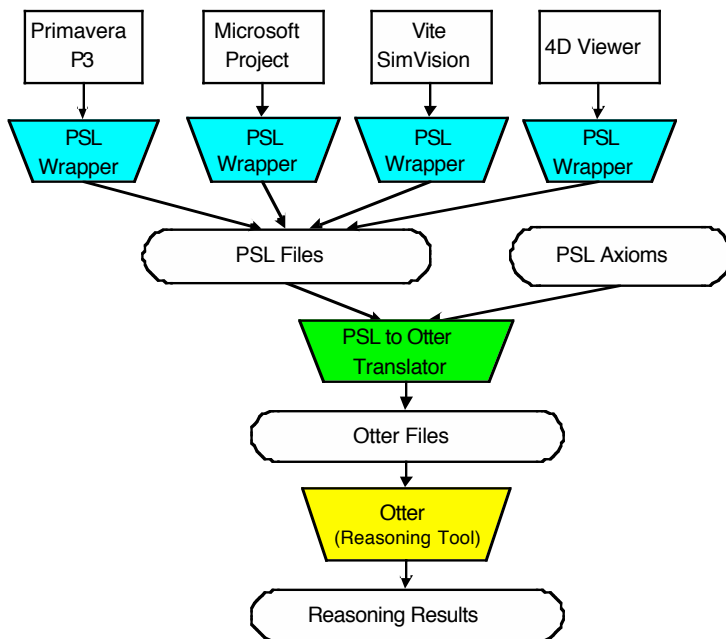 Primavera
P3
Microsoft
Project
Vite
SimVision
4D Viewer
PSL
Wrapper
PSL
Wrapper
PSL
Wrapper
PSL
Wrapper
PSL Files
PSL Axioms
PSL to Otter
Translator
Otter Files
Otter
(Reasoning Tool)
Reasoning Results